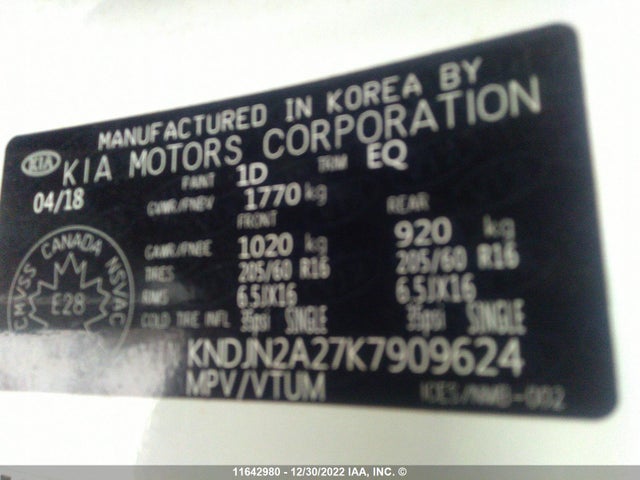 MANUFACTURED IN KOREA BY
KIA KIA MOTORS CORPORATION
04/18 PAINT 1D TRIM EQ
GVWR/PNBV 1770 kg
FRONT REAR
GAWR/PNBE 1020 kg 920 kg
TIRES 205/60 R16 205/60 R16
RIMS 6.5JX16 6.5JX16
COLD TIRE INFL 35psi SINGLE 35psi SINGLE
CANADA
CMVSS NSVAC
E28
KNDJN2A27K7909624
MPV/VTUM
11642980 - 12/30/2022 IAA, INC. ©